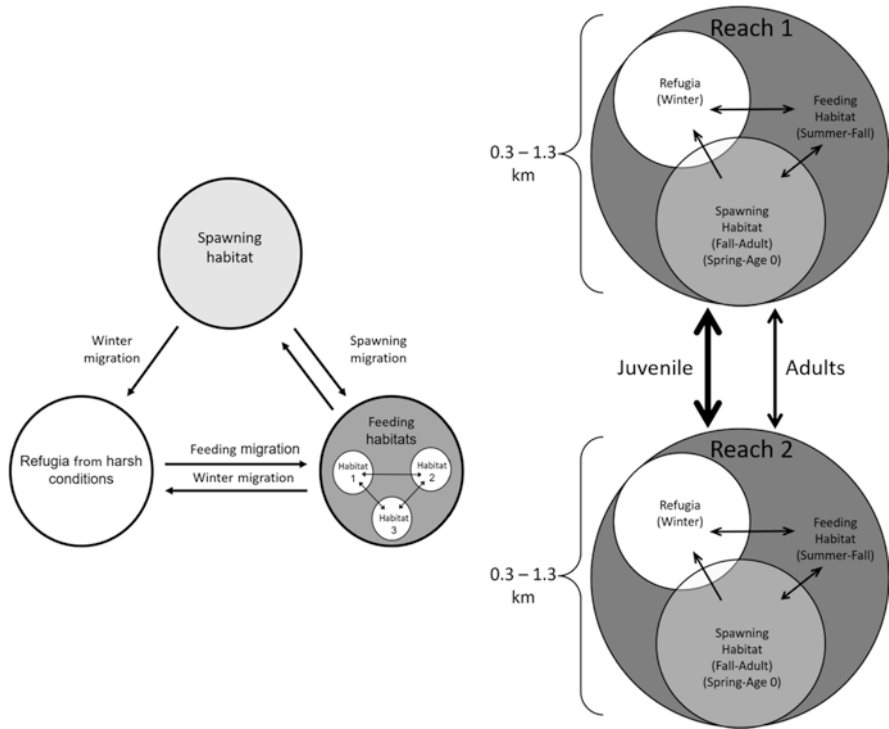 Spawning
habitat
Winter
migration
Spawning
migration
Refugia from harsh
conditions
Feeding migration
Winter migration
Feeding
habitats
Habitat
1
Habitat
2
Habitat
3
Reach 1
Refugia
(Winter)
Feeding
Habitat
(Summer-Fall)
0.3 – 1.3
km
Spawning
Habitat
(Fall-Adult)
(Spring-Age 0)
Juvenile
Adults
Reach 2
Refugia
(Winter)
Feeding
Habitat
(Summer-Fall)
0.3 – 1.3
km
Spawning
Habitat
(Fall-Adult)
(Spring-Age 0)